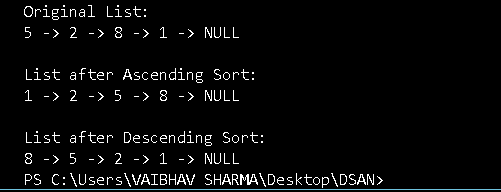 Original List:
5 -> 2 -> 8 -> 1 -> NULL
List after Ascending Sort:
1 -> 2 -> 5 -> 8 -> NULL
List after Descending Sort:
8 -> 5 -> 2 -> 1 -> NULL
PS C:\Users\VAIBHAV SHARMA\Desktop\DSAN>